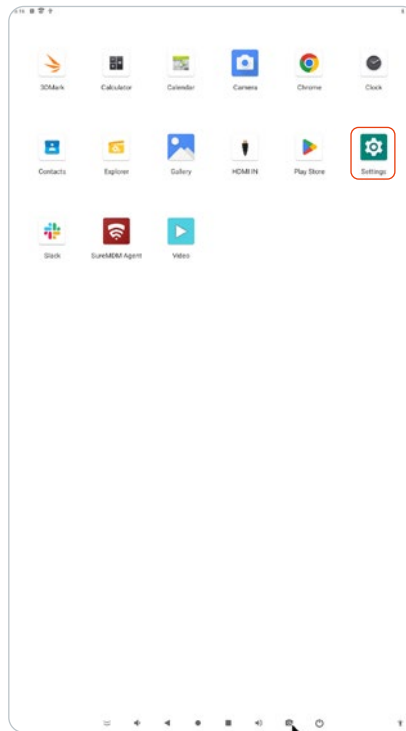 3DMark Calculator Calendar Camera Chrome Clock
Contacts Explorer Gallery HDMI IN Play Store Settings
Slack SureMDM Agent Video